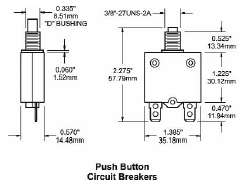 0.335"
8.51mm
"D" BUSHING
3/8"-27UNS-2A
0.060"
1.52mm
2.275"
57.79mm
0.525"
13.34mm
1.225"
30.12mm
0.470"
11.94mm
0.570"
14.48mm
1.385"
35.18mm
Push Button
Circuit Breakers